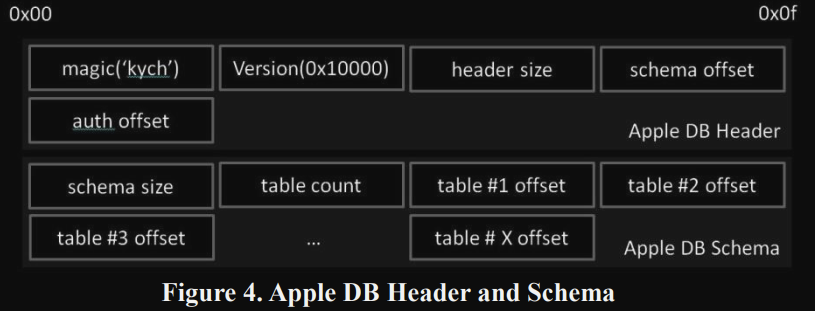 0x00 0x0f
magic('kych') Version(0x10000) header size schema offset
auth offset
Apple DB Header
schema size table count table #1 offset table #2 offset
table #3 offset ... table # X offset
Apple DB Schema
Figure 4. Apple DB Header and Schema